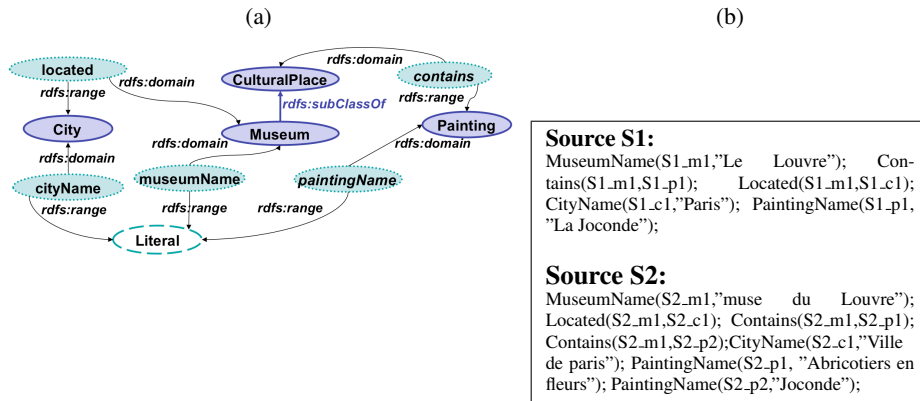 (a)
(b)
located
rdfs:domain
CulturalPlace
rdfs:domain
contains
rdfs:range
rdfs:subClassOf
rdfs:range
City
Museum
Painting
rdfs:domain
rdfs:domain
rdfs:domain
cityName
museumName
paintingName
rdfs:range
rdfs:range
rdfs:range
Literal
Source S1:
MuseumName(S1_m1,”Le Louvre”); Con-
tains(S1_m1,S1_p1); Located(S1_m1,S1_c1);
CityName(S1_c1,”Paris”); PaintingName(S1_p1,
”La Joconde”);
Source S2:
MuseumName(S2_m1,”muse du Louvre”);
Located(S2_m1,S2_c1); Contains(S2_m1,S2_p1);
Contains(S2_m1,S2_p2);CityName(S2_c1,”Ville
de paris”); PaintingName(S2_p1, ”Abricotiers en
fleurs”); PaintingName(S2_p2,”Joconde”);